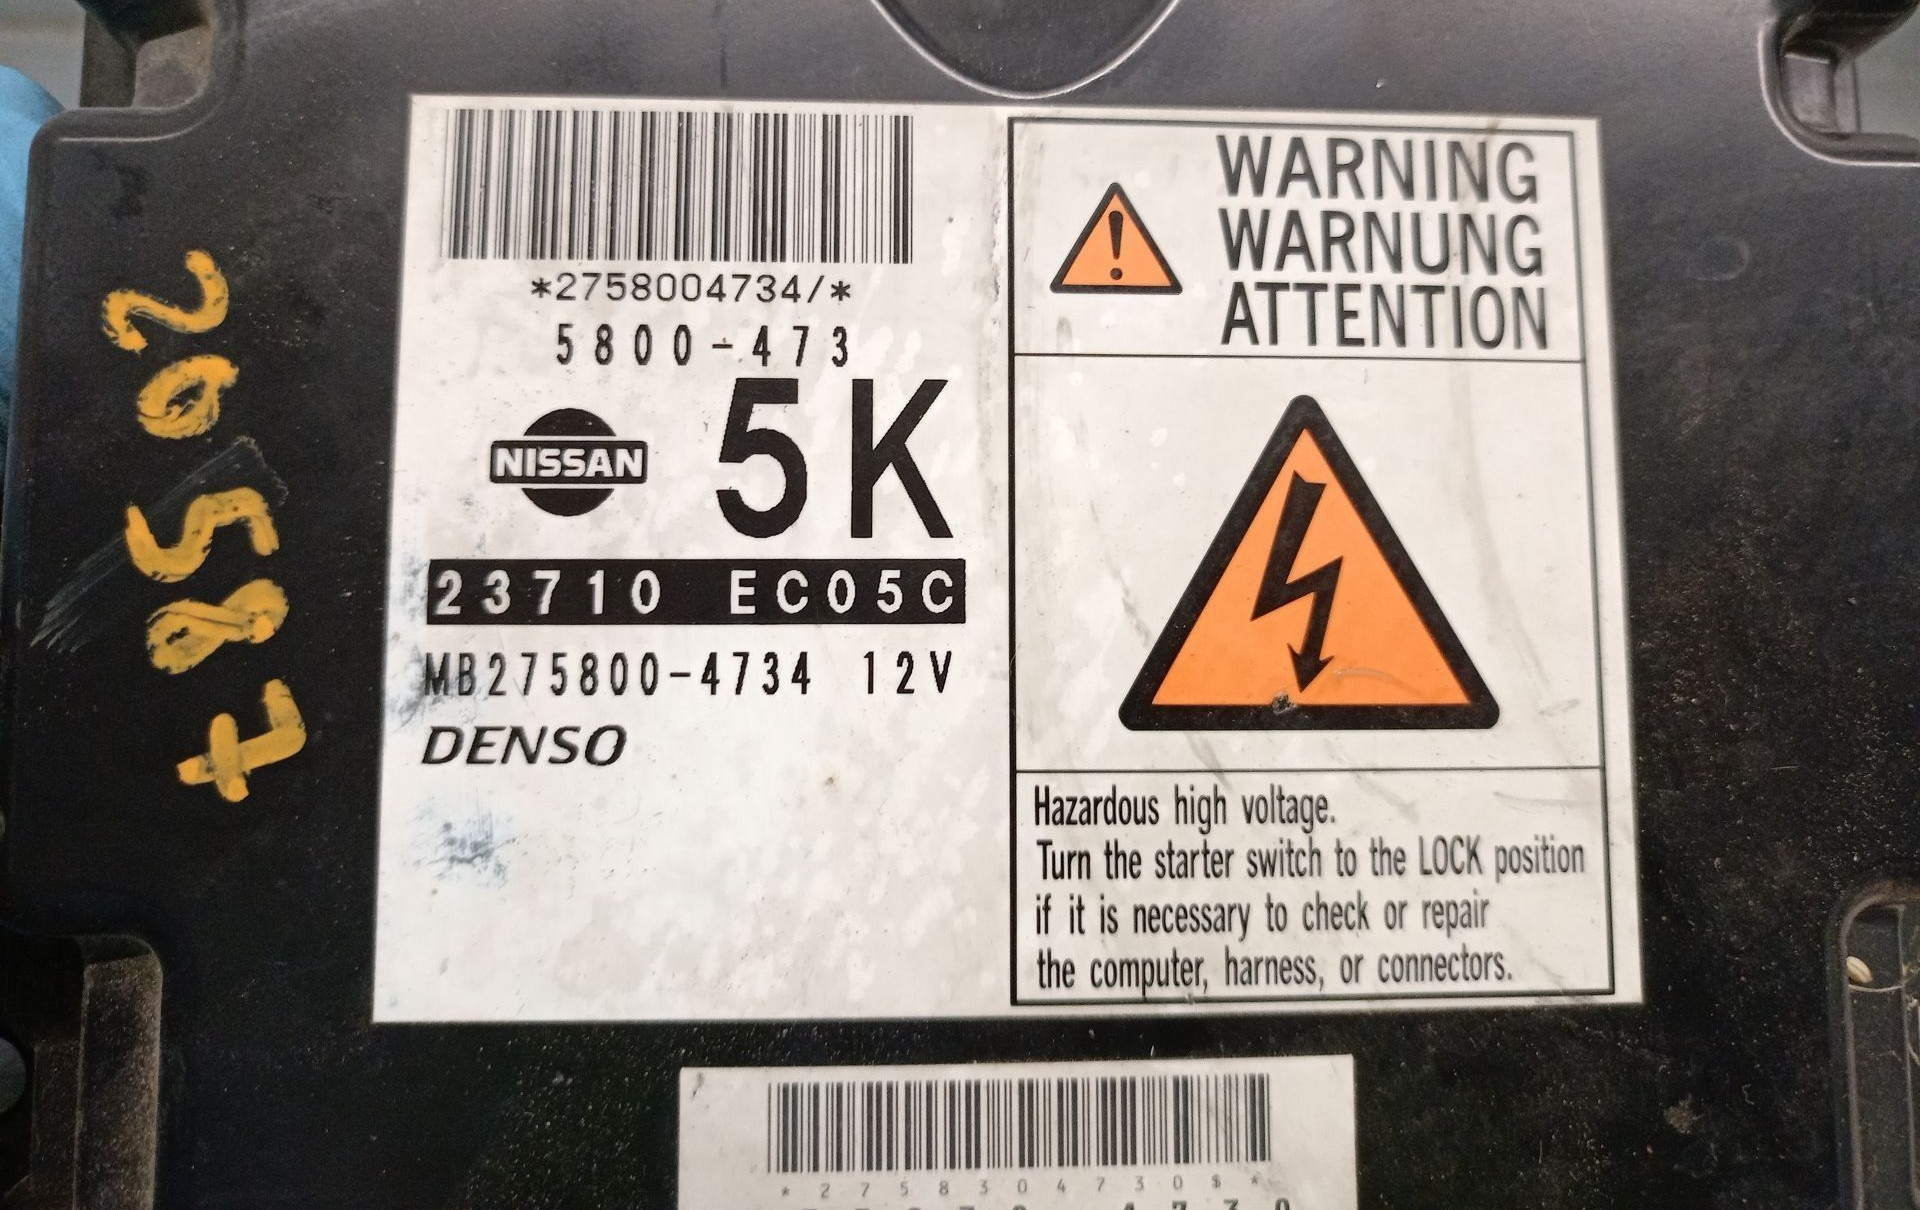 *2758004734/*
5800-473
NISSAN 5K
23710 EC05C
MB275800-4734 12V
DENSO
WARNING
WARNUNG
ATTENTION
Hazardous high voltage.
Turn the starter switch to the LOCK position
if it is necessary to check or repair
the computer, harness, or connectors.
20587
*2758304730$*